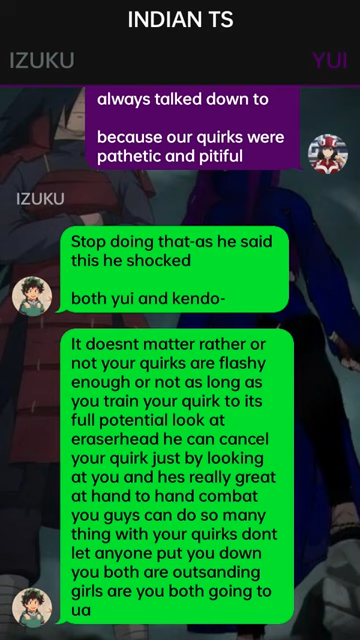 INDIAN TS
IZUKU
YUI
always talked down to
because our quirks were
pathetic and pitiful
IZUKU
Stop doing that-as he said
this he shocked
both yui and kendo-
It doesnt matter rather or
not your quirks are flashy
enough or not as long as
you train your quirk to its
full potential look at
eraserhead he can cancel
your quirk just by looking
at you and hes really great
at hand to hand combat
you guys can do so many
thing with your quirks dont
let anyone put you down
you both are outsanding
girls are you both going to
ua